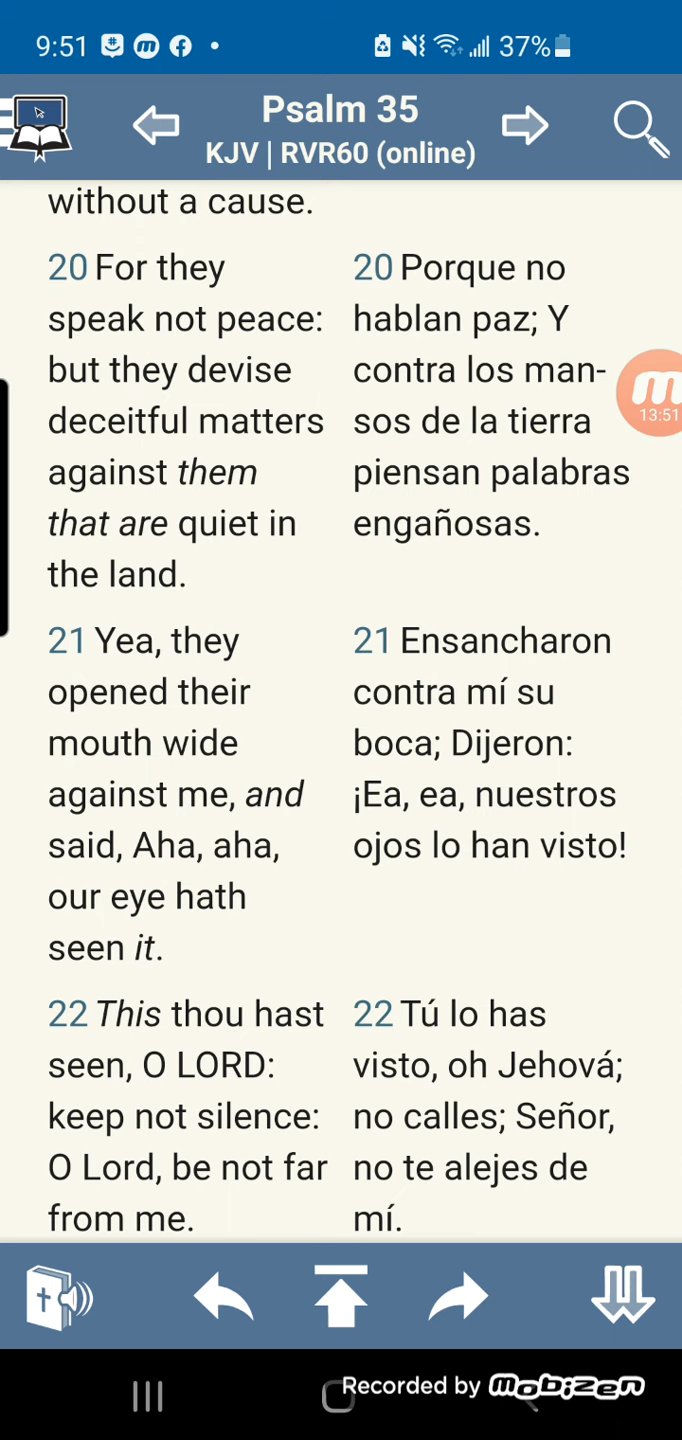 9:51
37%
Psalm 35
KJV | RVR60 (online)
without a cause.
20 For they
speak not peace:
but they devise
deceitful matters
against them
that are quiet in
the land.
20 Porque no
hablan paz; Y
contra los man-
sos de la tierra
piensan palabras
engañosas.
13:51
21 Yea, they
opened their
mouth wide
against me, and
said, Aha, aha,
our eye hath
seen it.
21 Ensancharon
contra mí su
boca; Dijeron:
¡Ea, ea, nuestros
ojos lo han visto!
22 This thou hast
seen, O LORD:
keep not silence:
O Lord, be not far
from me.
22 Tú lo has
visto, oh Jehová;
no calles; Señor,
no te alejes de
mí.
Recorded by mobizen